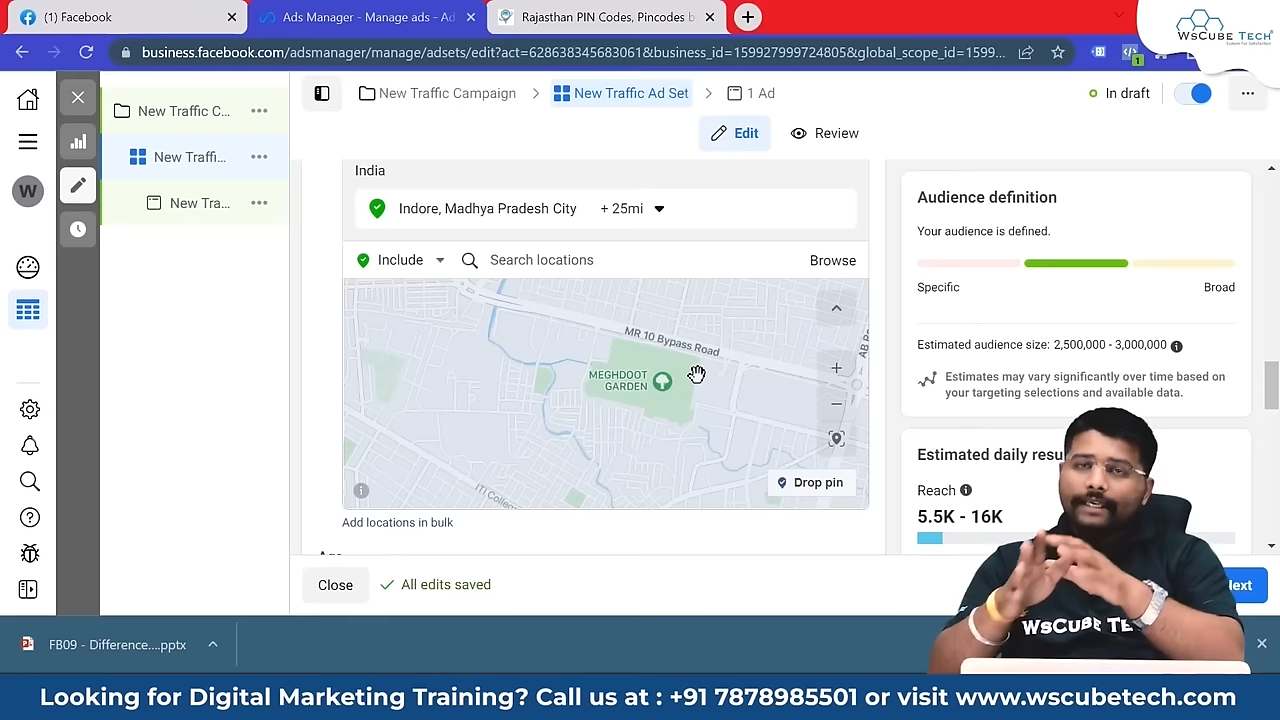 (1) Facebook
Ads Manager - Manage ads - Ad
Rajasthan PIN Codes, Pincodes b
WsCube Tech
System For Satisfaction
business.facebook.com/adsmanager/manage/adsets/edit?act=628638345683061&business_id=159927999724805&global_scope_id=1599...
1
New Traffic C...
New Traffic Campaign
New Traffic Ad Set
1 Ad
In draft
Edit
Review
New Traffi...
W
New Tra...
India
Indore, Madhya Pradesh City
+ 25mi
Include
Search locations
Browse
MR 10 Bypass Road
MEGHDOOT
GARDEN
ITI College
Drop pin
Add locations in bulk
Audience definition
Your audience is defined.
Specific
Broad
Estimated audience size: 2,500,000 - 3,000,000
Estimates may vary significantly over time based on
your targeting selections and available data.
Estimated daily resu
Reach
5.5K - 16K
Close
All edits saved
ext
WsCUBE TE
FB09 - Difference....pptx
Looking for Digital Marketing Training? Call us at : +91 7878985501 or visit www.wscubetech.com